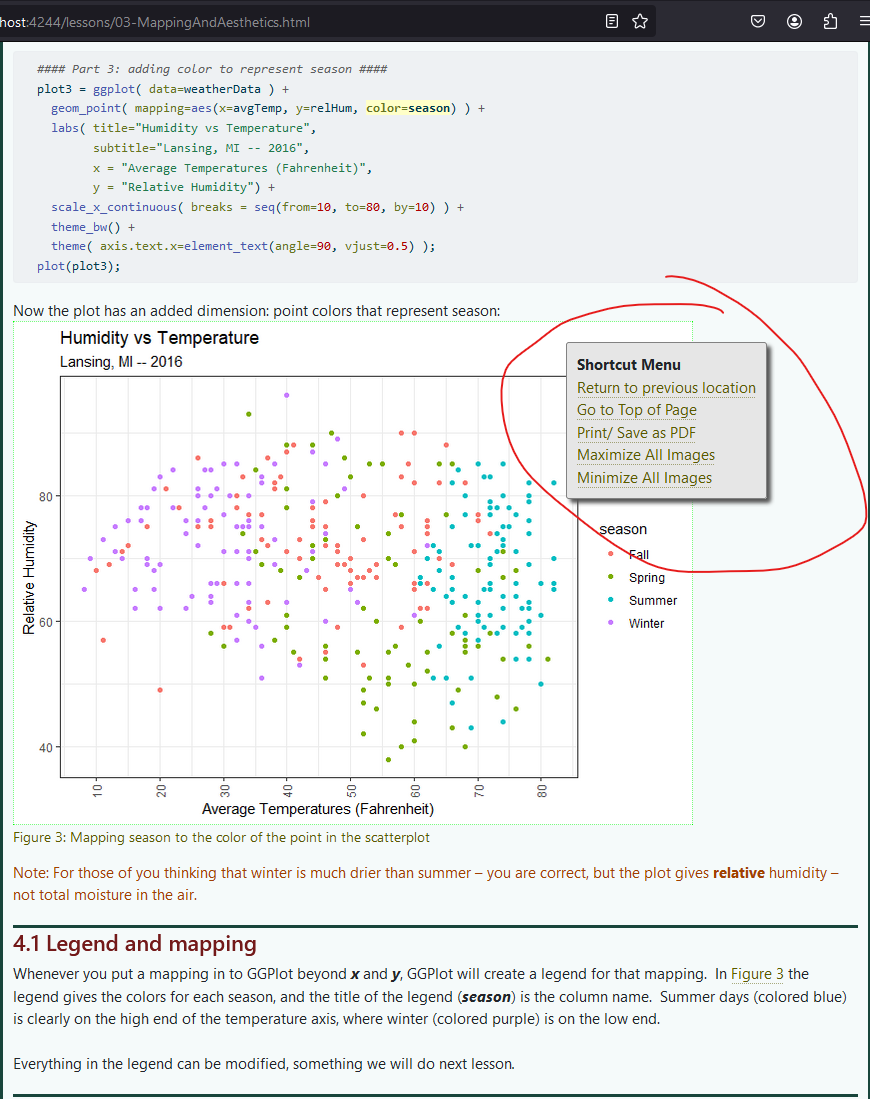 host:4244/lessons/03-MappingAndAesthetics.html
#### Part 3: adding color to represent season ####
plot3 = ggplot( data=weatherData ) +
geom_point( mapping=aes(x=avgTemp, y=relHum, color=season) ) +
labs( title="Humidity vs Temperature",
subtitle="Lansing, MI -- 2016",
x = "Average Temperatures (Fahrenheit)",
y = "Relative Humidity") +
scale_x_continuous( breaks = seq(from=10, to=80, by=10) ) +
theme_bw() +
theme( axis.text.x=element_text(angle=90, vjust=0.5) );
plot(plot3);
Now the plot has an added dimension: point colors that represent season:
Humidity vs Temperature
Lansing, MI -- 2016
Shortcut Menu
Return to previous location
Go to Top of Page
Print/ Save as PDF
Maximize All Images
Minimize All Images
season
Fall
Spring
Summer
Winter
Relative Humidity
80
60
40
10 20 30 40 50 60 70 80
Average Temperatures (Fahrenheit)
Figure 3: Mapping season to the color of the point in the scatterplot
Note: For those of you thinking that winter is much drier than summer – you are correct, but the plot gives relative humidity –
not total moisture in the air.
4.1 Legend and mapping
Whenever you put a mapping in to GGPlot beyond x and y, GGPlot will create a legend for that mapping. In Figure 3 the
legend gives the colors for each season, and the title of the legend (season) is the column name. Summer days (colored blue)
is clearly on the high end of the temperature axis, where winter (colored purple) is on the low end.
Everything in the legend can be modified, something we will do next lesson.